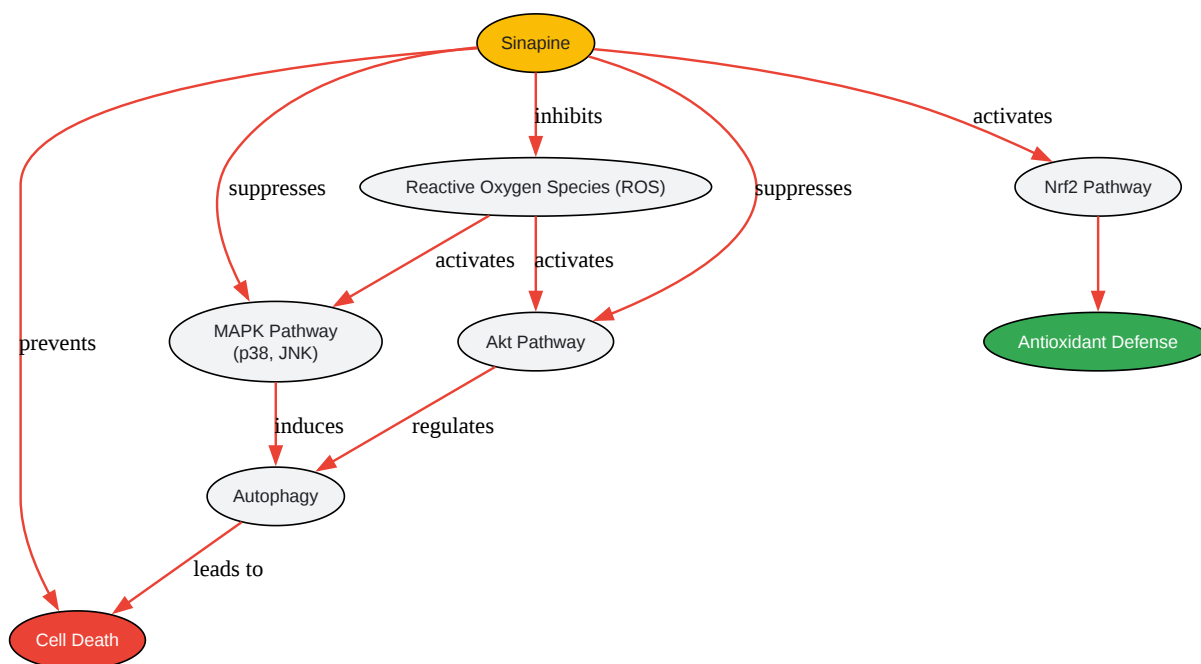 Sinapine
inhibits
activates
Reactive Oxygen Species (ROS)
suppresses
suppresses
Nrf2 Pathway
activates
activates
MAPK Pathway
(p38, JNK)
Akt Pathway
Antioxidant Defense
prevents
induces
regulates
Autophagy
leads to
Cell Death